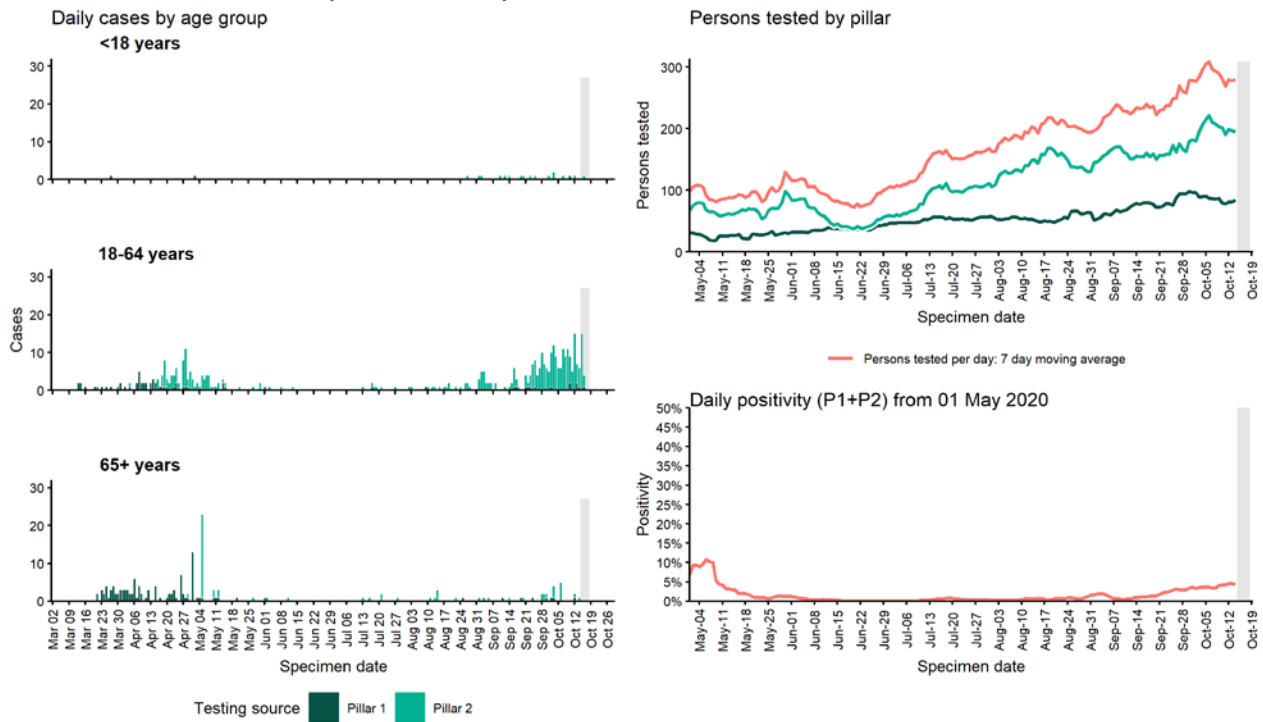 Daily cases by age group
<18 years
30
20
10
0
18-64 years
30
20
10
0
Cases
65+ years
30
20
10
0
Mar 02
Mar 09
Mar 16
Mar 23
Mar 30
Apr 06
Apr 13
Apr 20
Apr 27
May 04
May 11
May 18
May 25
Jun 01
Jun 08
Jun 15
Jun 22
Jun 29
Jul 06
Jul 13
Jul 20
Jul 27
Aug 03
Aug 10
Aug 17
Aug 24
Aug 31
Sep 07
Sep 14
Sep 21
Sep 28
Oct 05
Oct 12
Oct 19
Oct 26
Specimen date
Testing source Pillar 1 Pillar 2
Persons tested by pillar
300
200
100
0
Persons tested
May-04
May-11
May-18
May-25
Jun-01
Jun-08
Jun-15
Jun-22
Jun-29
Jul-06
Jul-13
Jul-20
Jul-27
Aug-03
Aug-10
Aug-17
Aug-24
Aug-31
Sep-07
Sep-14
Sep-21
Sep-28
Oct-05
Oct-12
Oct-19
Specimen date
Persons tested per day: 7 day moving average
Daily positivity (P1+P2) from 01 May 2020
50%
45%
40%
35%
30%
25%
20%
15%
10%
5%
0%
Positivity
May-04
May-11
May-18
May-25
Jun-01
Jun-08
Jun-15
Jun-22
Jun-29
Jul-06
Jul-13
Jul-20
Jul-27
Aug-03
Aug-10
Aug-17
Aug-24
Aug-31
Sep-07
Sep-14
Sep-21
Sep-28
Oct-05
Oct-12
Oct-19
Specimen date